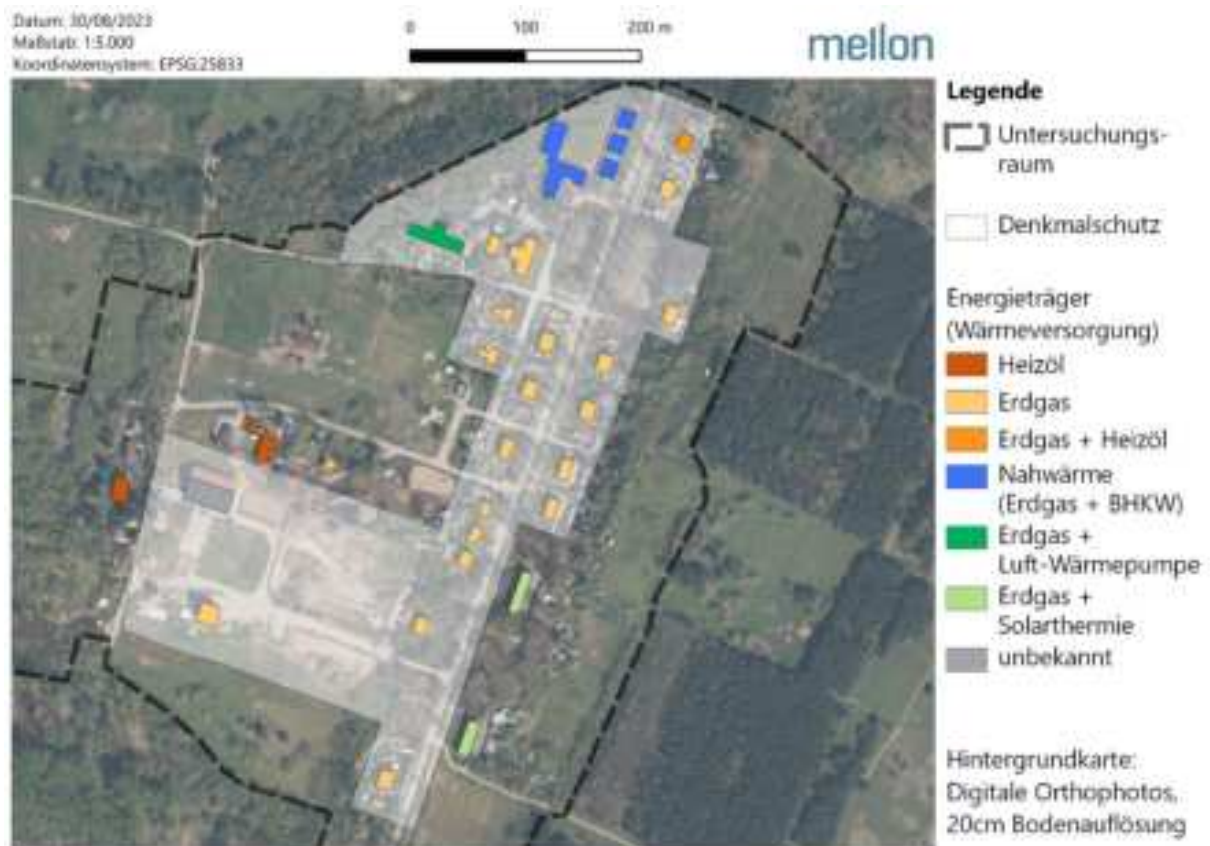 Datum: 30/08/2023
Maßstab: 1:5.000
Koordinatensystem: EPSG:25833
0 100 200 m
mellon
Legende
Untersuchungs-
raum
Denkmalschutz
Energieträger
(Wärmeversorgung)
Heizöl
Erdgas
Erdgas + Heizöl
Nahwärme
(Erdgas + BHKW)
Erdgas +
Luft-Wärmepumpe
Erdgas +
Solarthermie
unbekannt
Hintergrundkarte:
Digitale Orthophotos,
20cm Bodenauflösung